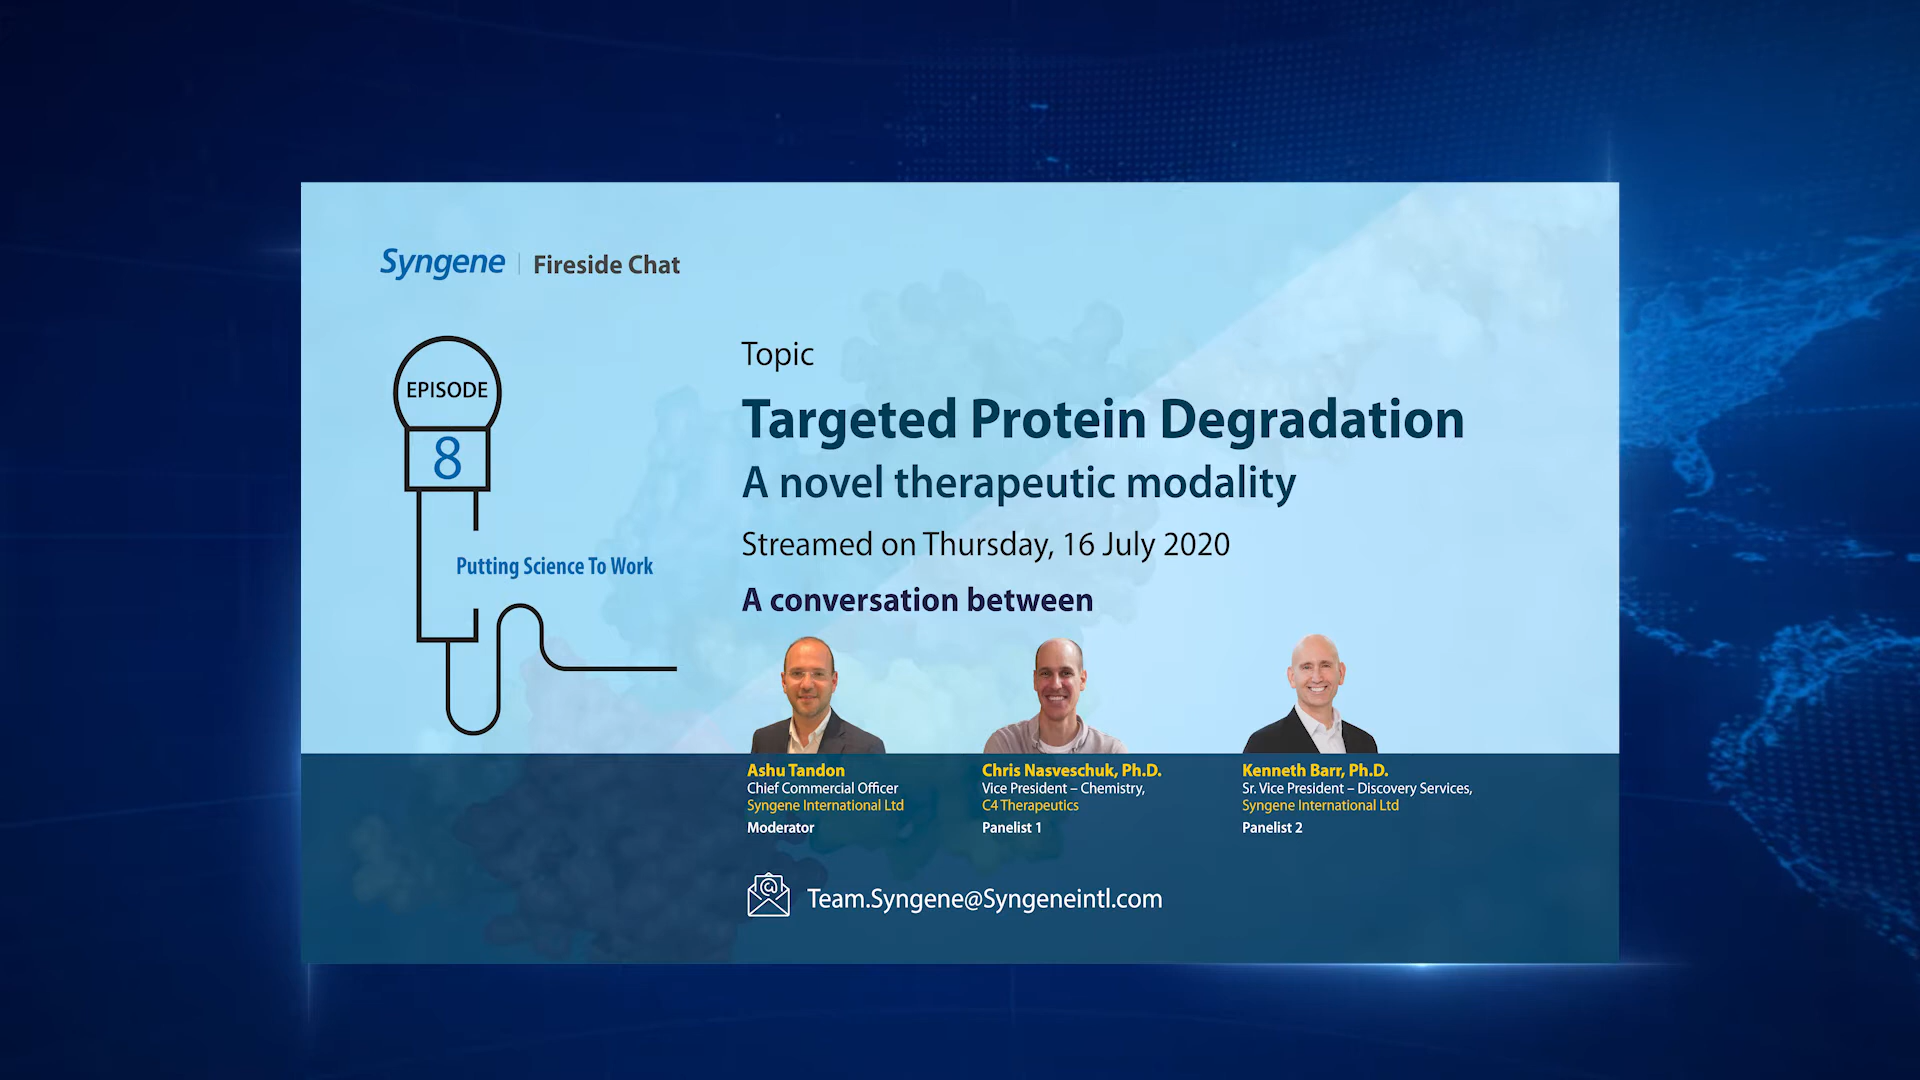 Syngene | Fireside Chat
EPISODE
8
Putting Science To Work
Topic
Targeted Protein Degradation
A novel therapeutic modality
Streamed on Thursday, 16 July 2020
A conversation between
Ashu Tandon
Chief Commercial Officer
Syngene International Ltd
Moderator
Chris Nasveschuk, Ph.D.
Vice President – Chemistry,
C4 Therapeutics
Panelist 1
Kenneth Barr, Ph.D.
Sr. Vice President – Discovery Services,
Syngene International Ltd
Panelist 2
Team.Syngene@Syngeneintl.com